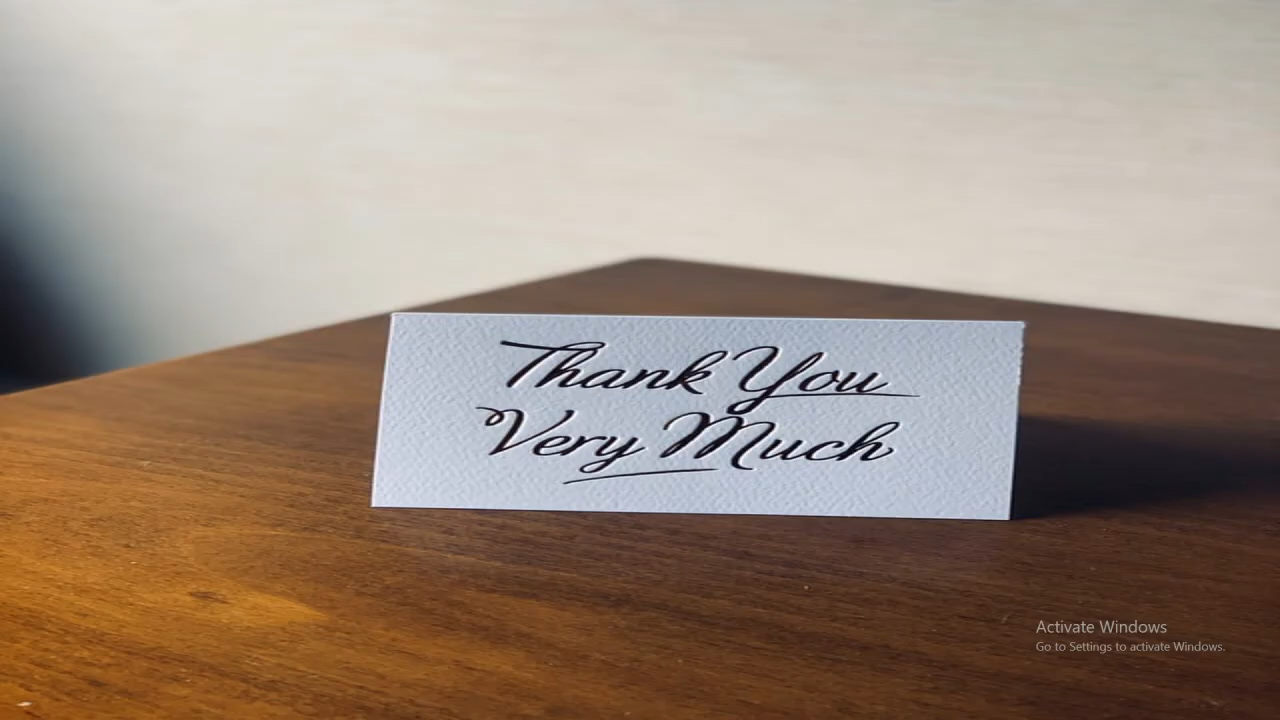 Thank You
Very Much
Activate Windows
Go to Settings to activate Windows.